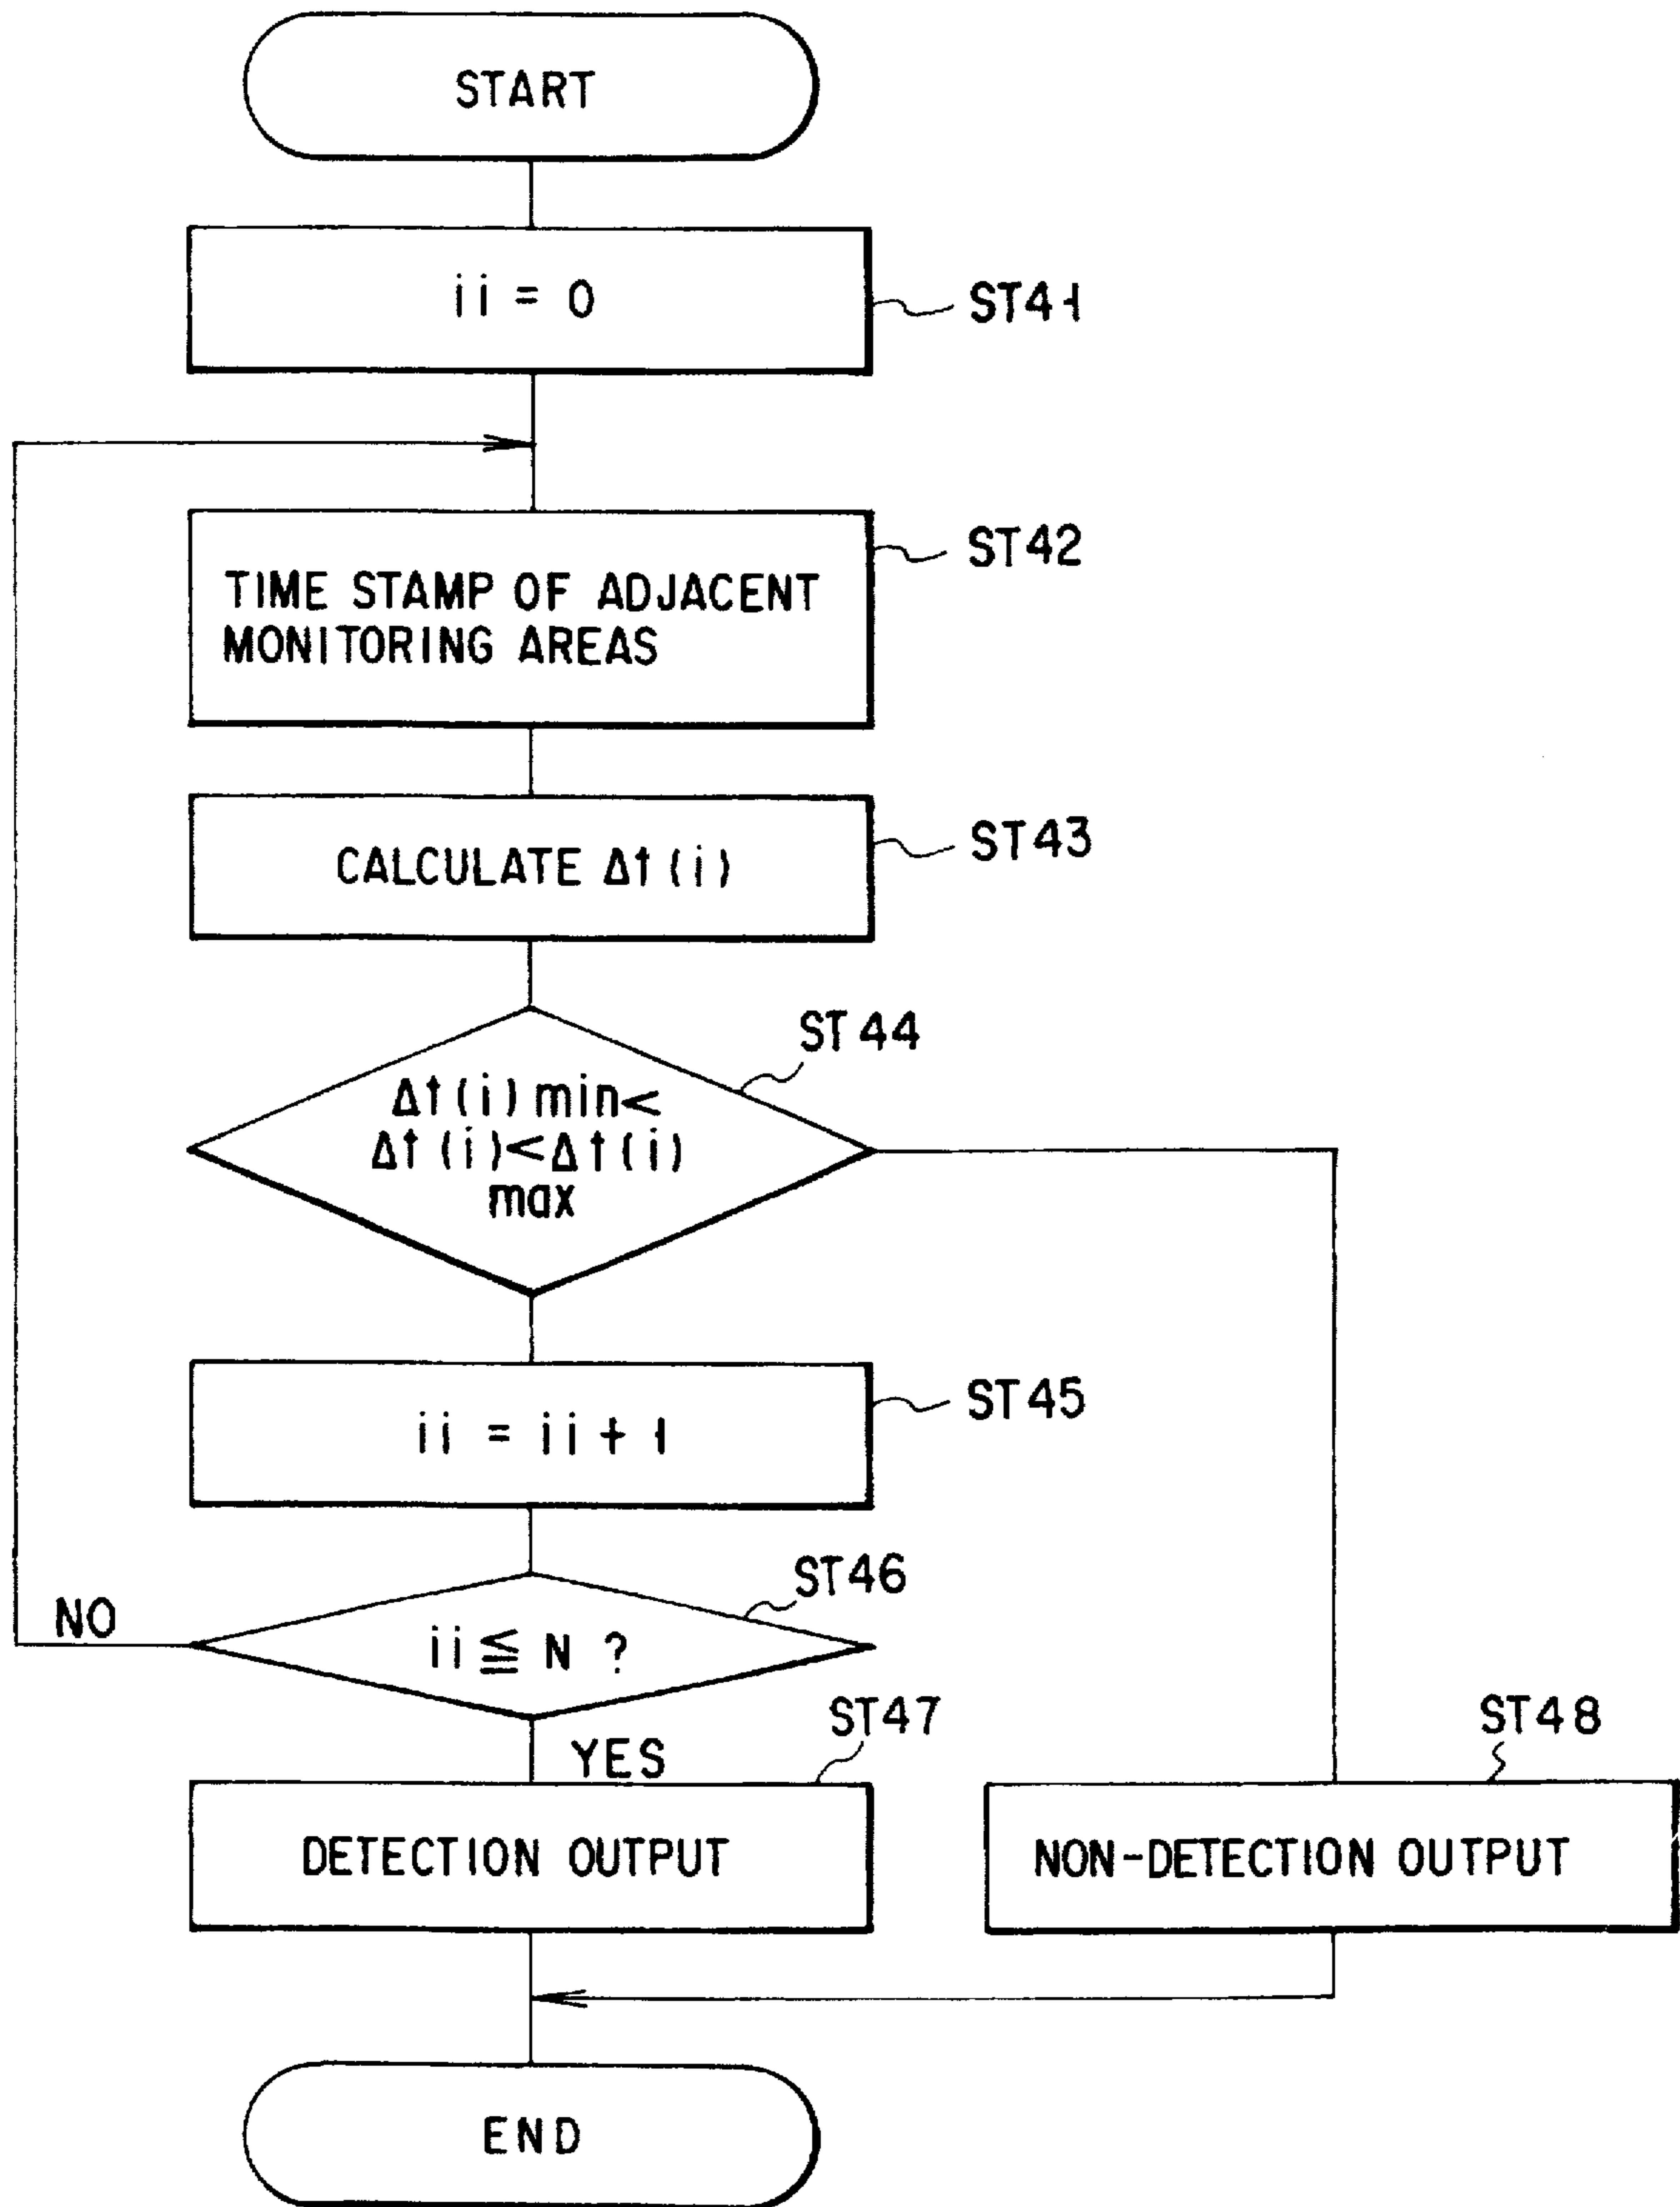 START
ii = 0
ST41
ST42
TIME STAMP OF ADJACENT
MONITORING AREAS
ST43
CALCULATE Δt(i)
ST44
Δt(i) min<
Δt(i)<Δt(i)
max
ST45
ii = ii + 1
ST46
NO
ii ≦ N ?
YES
ST47
ST48
DETECTION OUTPUT
NON-DETECTION OUTPUT
END